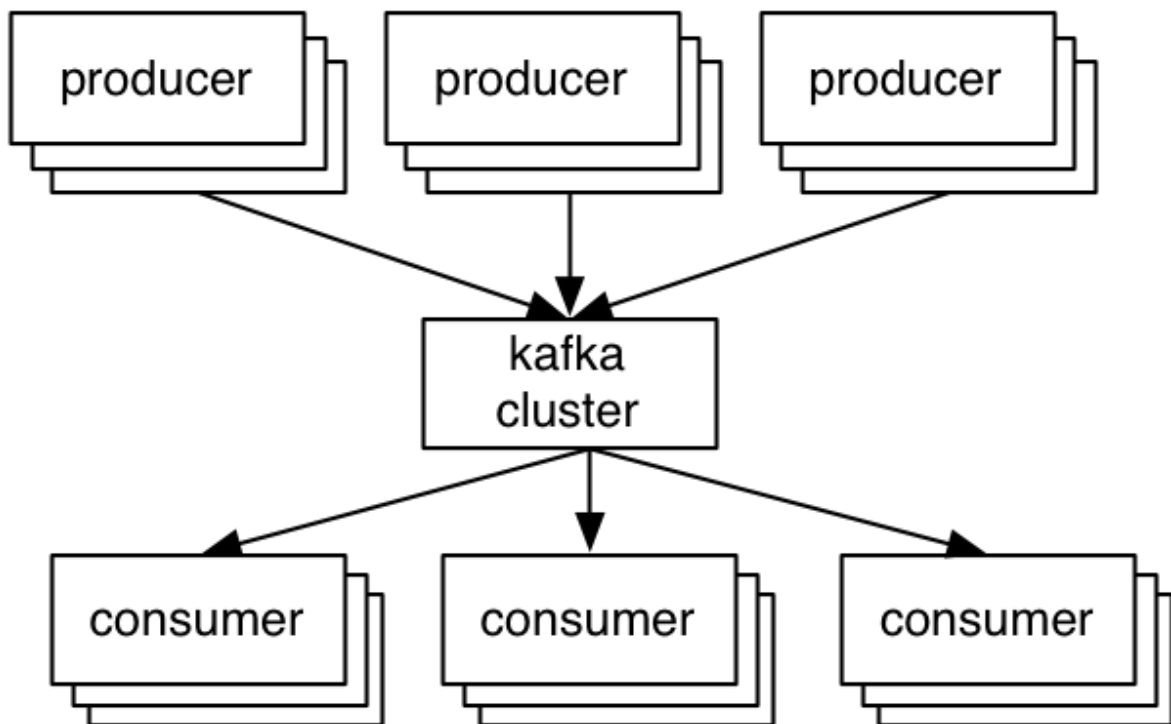 producer
producer
producer
kafka
cluster
consumer
consumer
consumer